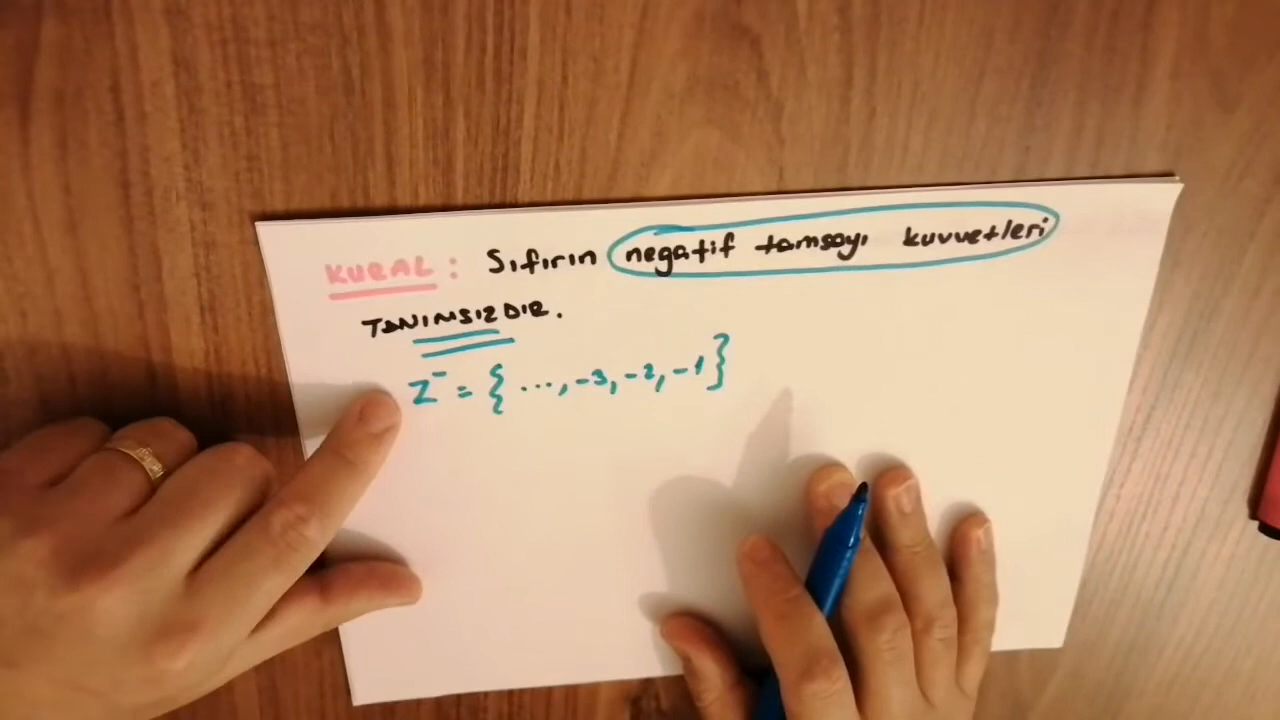 KURAL: Sıfırın negatif tamsayı kuvvetleri
TANIMSIZDIR.
Z⁻ = {..., -3, -2, -1}